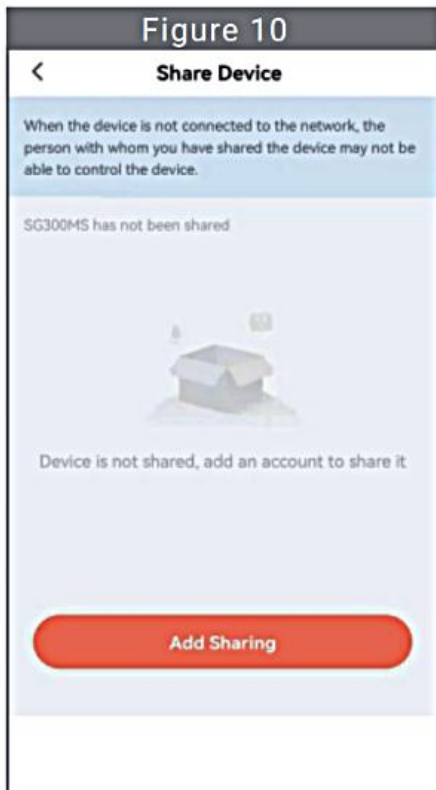 Figure 10
Share Device
When the device is not connected to the network, the
person with whom you have shared the device may not be
able to control the device.
SG300MS has not been shared
Device is not shared, add an account to share it
Add Sharing